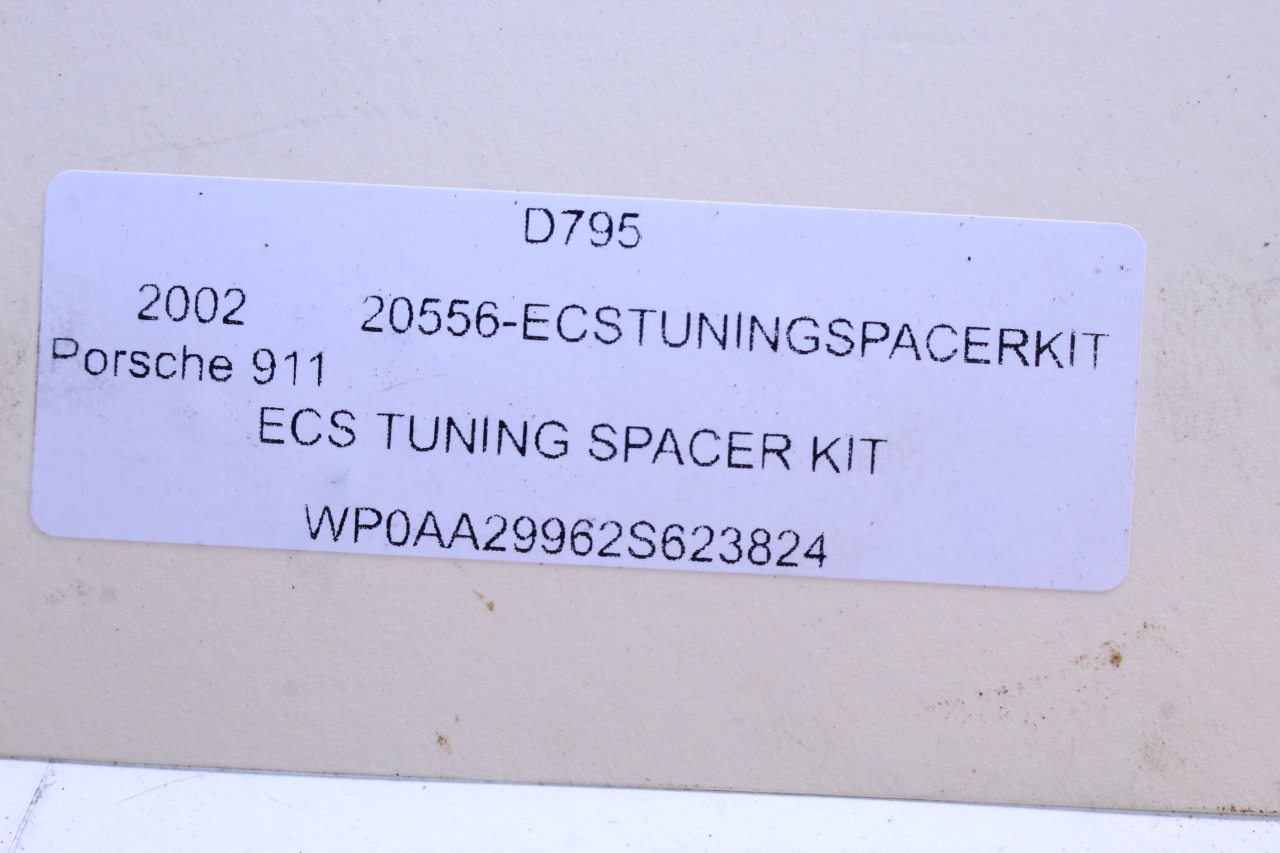 D795
2002 20556-ECSTUNINGSPACERKIT
Porsche 911
ECS TUNING SPACER KIT
WP0AA29962S623824